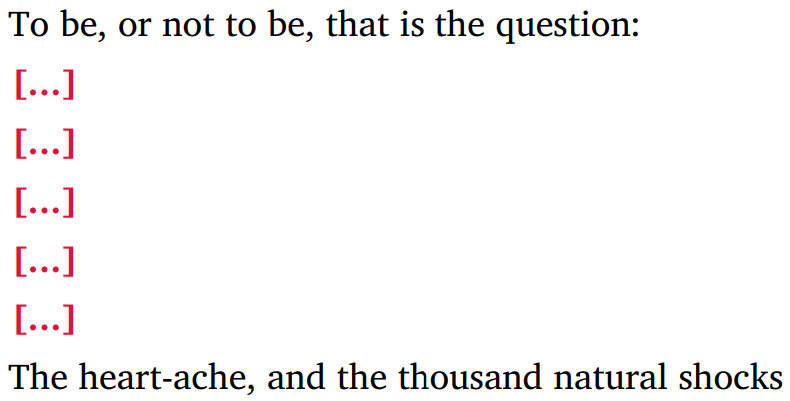 To be, or not to be, that is the question:
[...]
[...]
[...]
[...]
[...]
The heart-ache, and the thousand natural shocks